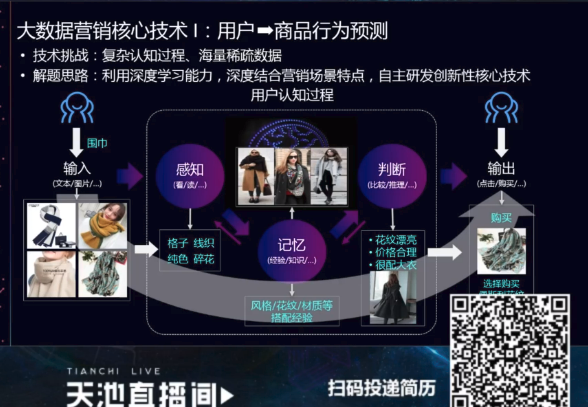 大数据营销核心技术 I：用户➡商品行为预测
• 技术挑战：复杂认知过程、海量稀疏数据
• 解题思路：利用深度学习能力，深度结合营销场景特点，自主研发创新性核心技术
用户认知过程
围巾
输入
(文本/图片/...)
感知
(看/读/...)
判断
(比较/推理/...)
输出
(点击/购买/...)
格子 线织
纯色 碎花
记忆
(经验/知识/...)
• 花纹漂亮
• 价格合理
• 很配大衣
购买
选择购买
风格/花纹/材质等
搭配经验
TIANCHI LIVE
天池直播间
扫码投递简历